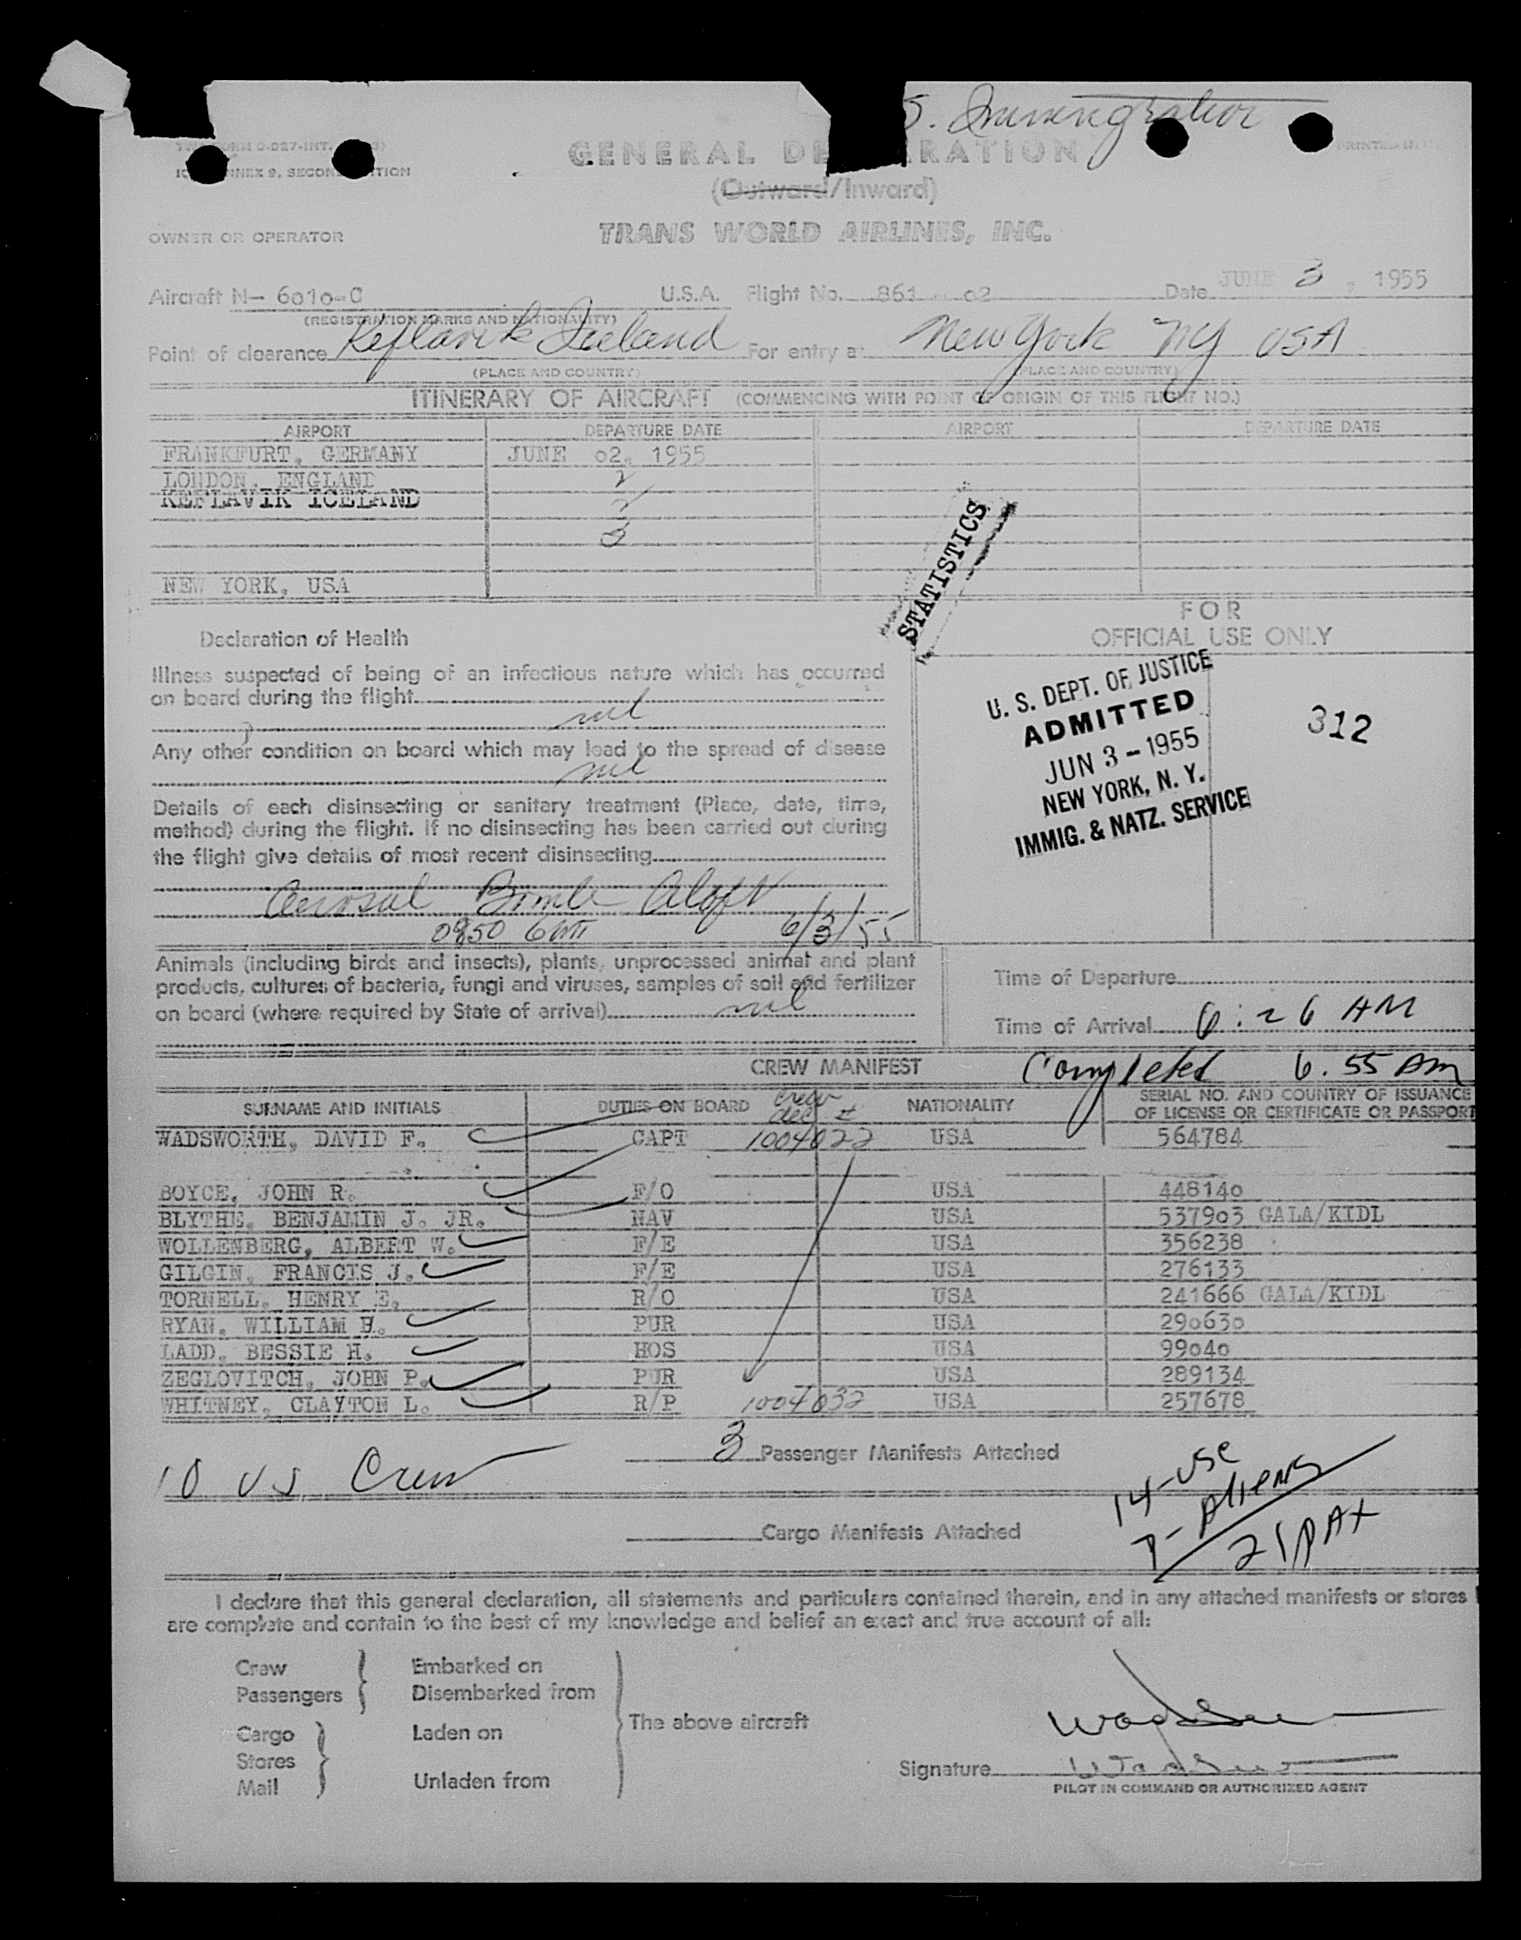 S. Immigration
GENERAL DE RATION
(Outward/Inward)
TRANS WORLD AIRLINES, INC.
OWNER OR OPERATOR
Aircraft N- 6010-C U.S.A. Flight No. 861 02 Date JUNE 3, 1955
(REGISTRATION MARKS AND NATIONALITY)
Point of clearance Keflavik Iceland For entry at New York NY USA
(PLACE AND COUNTRY) (PLACE AND COUNTRY)
ITINERARY OF AIRCRAFT (COMMENCING WITH POINT OF ORIGIN OF THIS FLIGHT NO.)
AIRPORT DEPARTURE DATE AIRPORT DEPARTURE DATE
FRANKFURT, GERMANY JUNE 02, 1955
LONDON, ENGLAND 2
KEFLAVIK ICELAND 2
3
NEW YORK, USA
STATISTICS
Declaration of Health
Illness suspected of being of an infectious nature which has occurred
on board during the flight
nil
Any other condition on board which may lead to the spread of disease
nil
Details of each disinsecting or sanitary treatment (Place, date, time,
method) during the flight. If no disinsecting has been carried out during
the flight give details of most recent disinsecting
Aerosol Bomb Aloft
0850 GMT 6/3/55
Animals (including birds and insects), plants, unprocessed animal and plant
products, cultures of bacteria, fungi and viruses, samples of soil and fertilizer
on board (where required by State of arrival) nil
FOR
OFFICIAL USE ONLY
U. S. DEPT. OF JUSTICE
ADMITTED
JUN 3 - 1955
NEW YORK, N. Y.
IMMIG. & NATZ. SERVICE
312
Time of Departure
Time of Arrival 6:26 AM
CREW MANIFEST Completed 6.55 AM
SURNAME AND INITIALS DUTIES ON BOARD crew dec # NATIONALITY SERIAL NO. AND COUNTRY OF ISSUANCE
OF LICENSE OR CERTIFICATE OR PASSPORT
WADSWORTH, DAVID F. CAPT 1004022 USA 564784
BOYCE, JOHN R. F/O USA 448140
BLYTHE, BENJAMIN J. JR. NAV USA 537903 GALA/KIDL
WOLLENBERG, ALBERT W. F/E USA 356238
GILGIN, FRANCIS J. F/E USA 276133
TORNELL, HENRY E. R/O USA 241666 GALA/KIDL
RYAN, WILLIAM H. PUR USA 290630
LADD, BESSIE H. HOS USA 99040
ZEGLOVITCH, JOHN P. PUR USA 289134
WHITNEY, CLAYTON L. R/P 1004032 USA 257678
3 Passenger Manifests Attached
10 US Crew
14-USC
7-Aliens
21 PAX
Cargo Manifests Attached
I declare that this general declaration, all statements and particulars contained therein, and in any attached manifests or stores
are complete and contain to the best of my knowledge and belief an exact and true account of all:
Crew Embarked on
Passengers Disembarked from
The above aircraft
Cargo Laden on
Stores
Mail Unladen from
Wadsw
Signature Wadsw
PILOT IN COMMAND OR AUTHORIZED AGENT